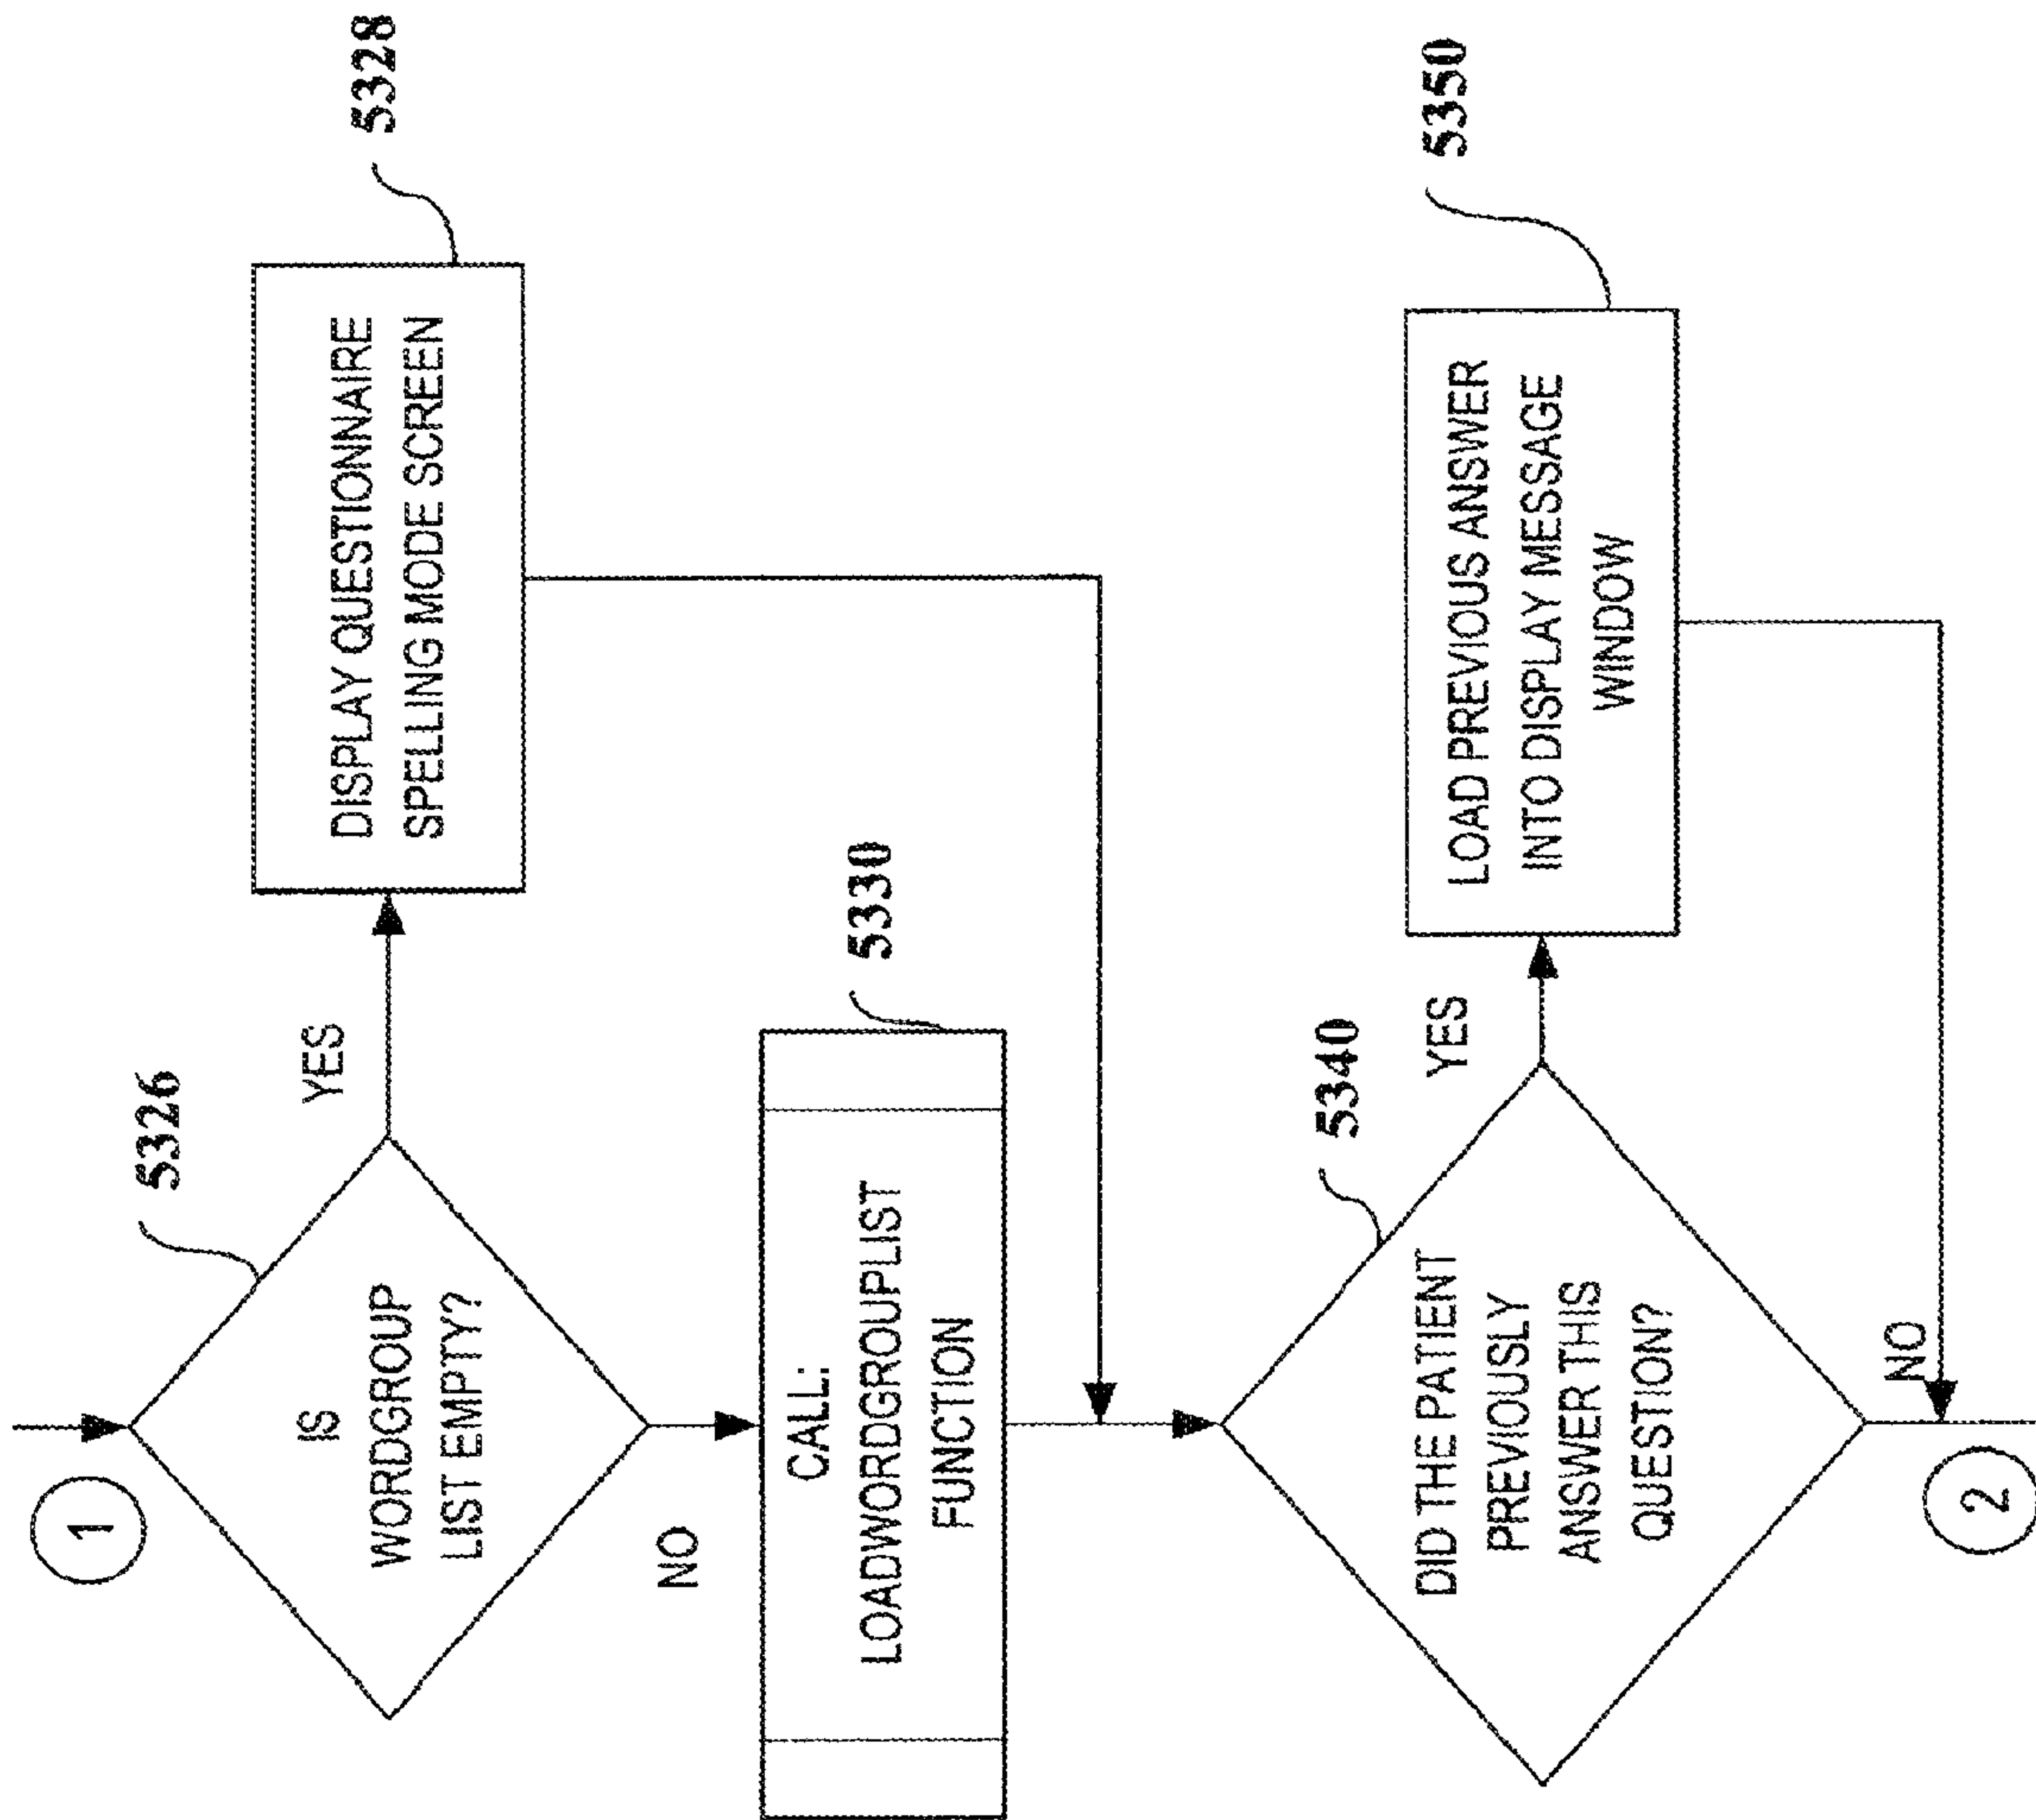 1
5326
IS
WORDGROUP
LIST EMPTY?
YES
DISPLAY QUESTIONNAIRE
SPELLING MODE SCREEN
5328
NO
CALL:
LOADWORDGROUPLIST
FUNCTION
5330
5340
DID THE PATIENT
PREVIOUSLY
ANSWER THIS
QUESTION?
YES
LOAD PREVIOUS ANSWER
INTO DISPLAY MESSAGE
WINDOW
5350
NO
2